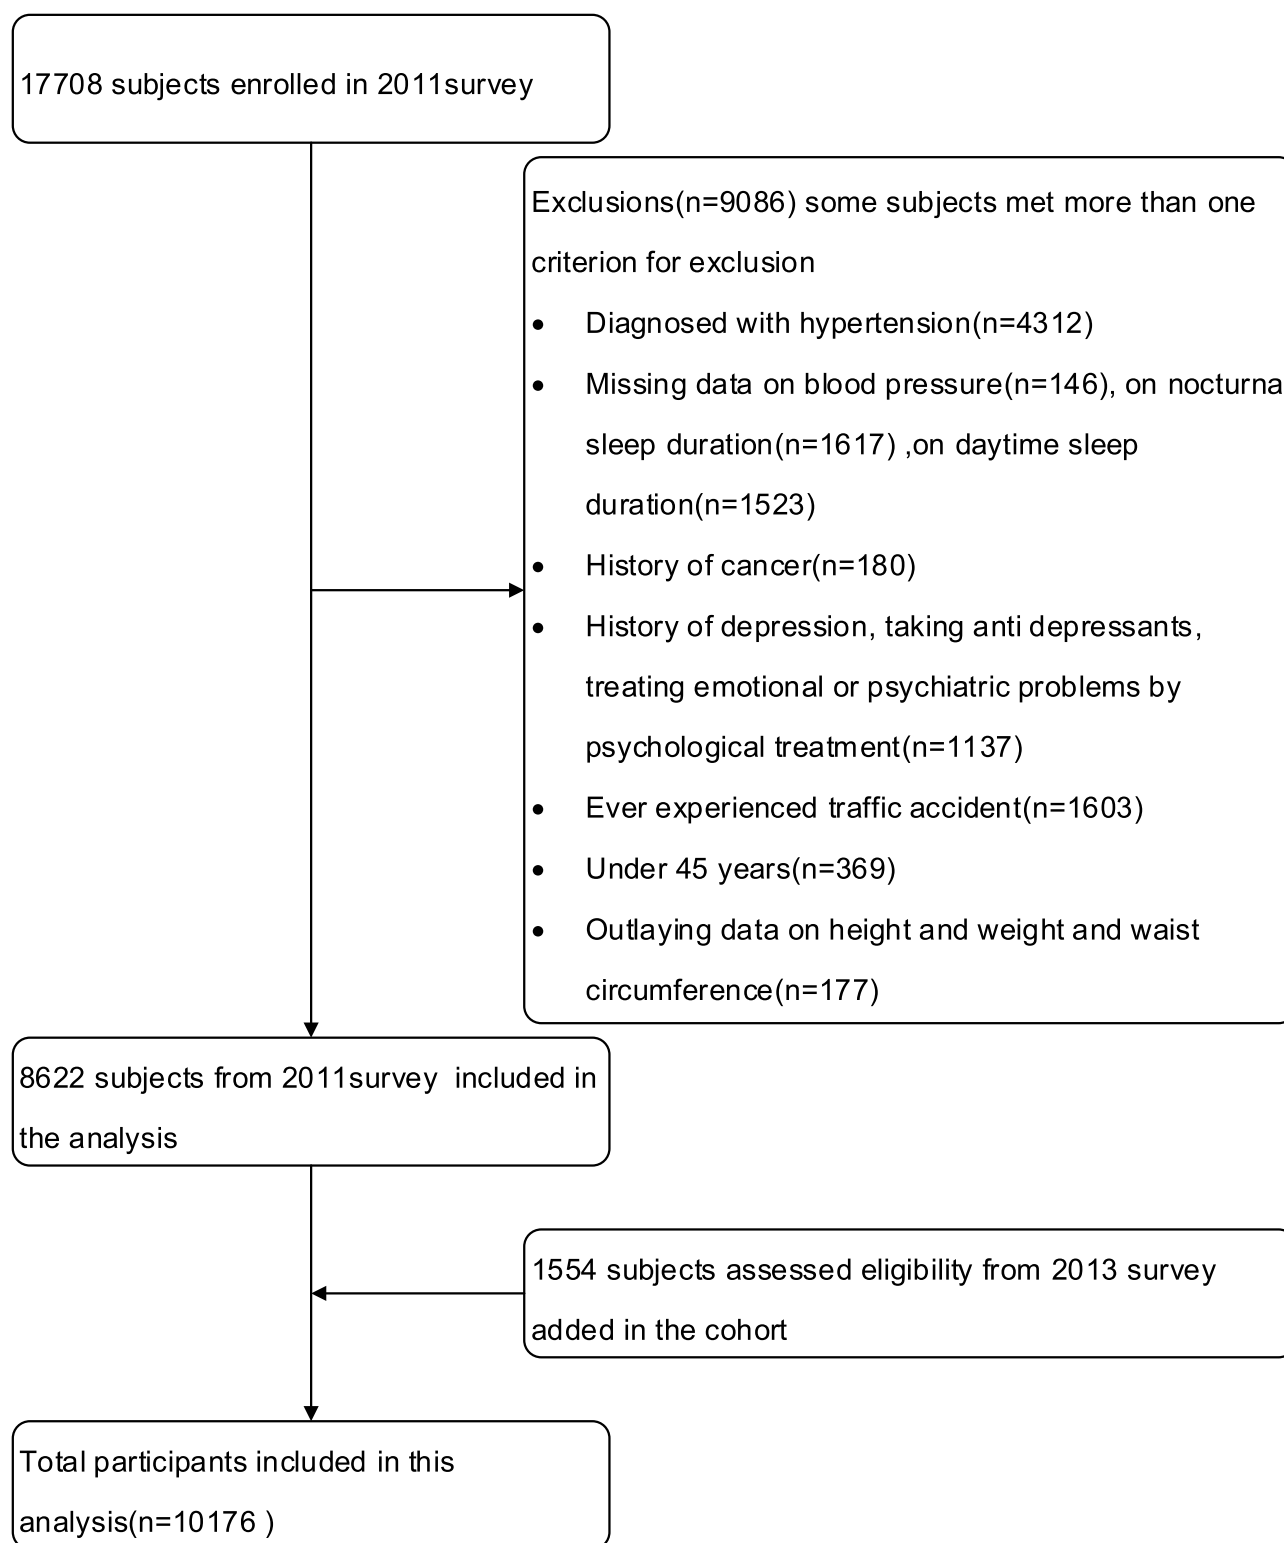 17708 subjects enrolled in 2011survey
Exclusions(n=9086) some subjects met more than one
criterion for exclusion
• Diagnosed with hypertension(n=4312)
• Missing data on blood pressure(n=146), on nocturna
sleep duration(n=1617) ,on daytime sleep
duration(n=1523)
• History of cancer(n=180)
• History of depression, taking anti depressants,
treating emotional or psychiatric problems by
psychological treatment(n=1137)
• Ever experienced traffic accident(n=1603)
• Under 45 years(n=369)
• Outlaying data on height and weight and waist
circumference(n=177)
8622 subjects from 2011survey  included in
the analysis
1554 subjects assessed eligibility from 2013 survey
added in the cohort
Total participants included in this
analysis(n=10176 )